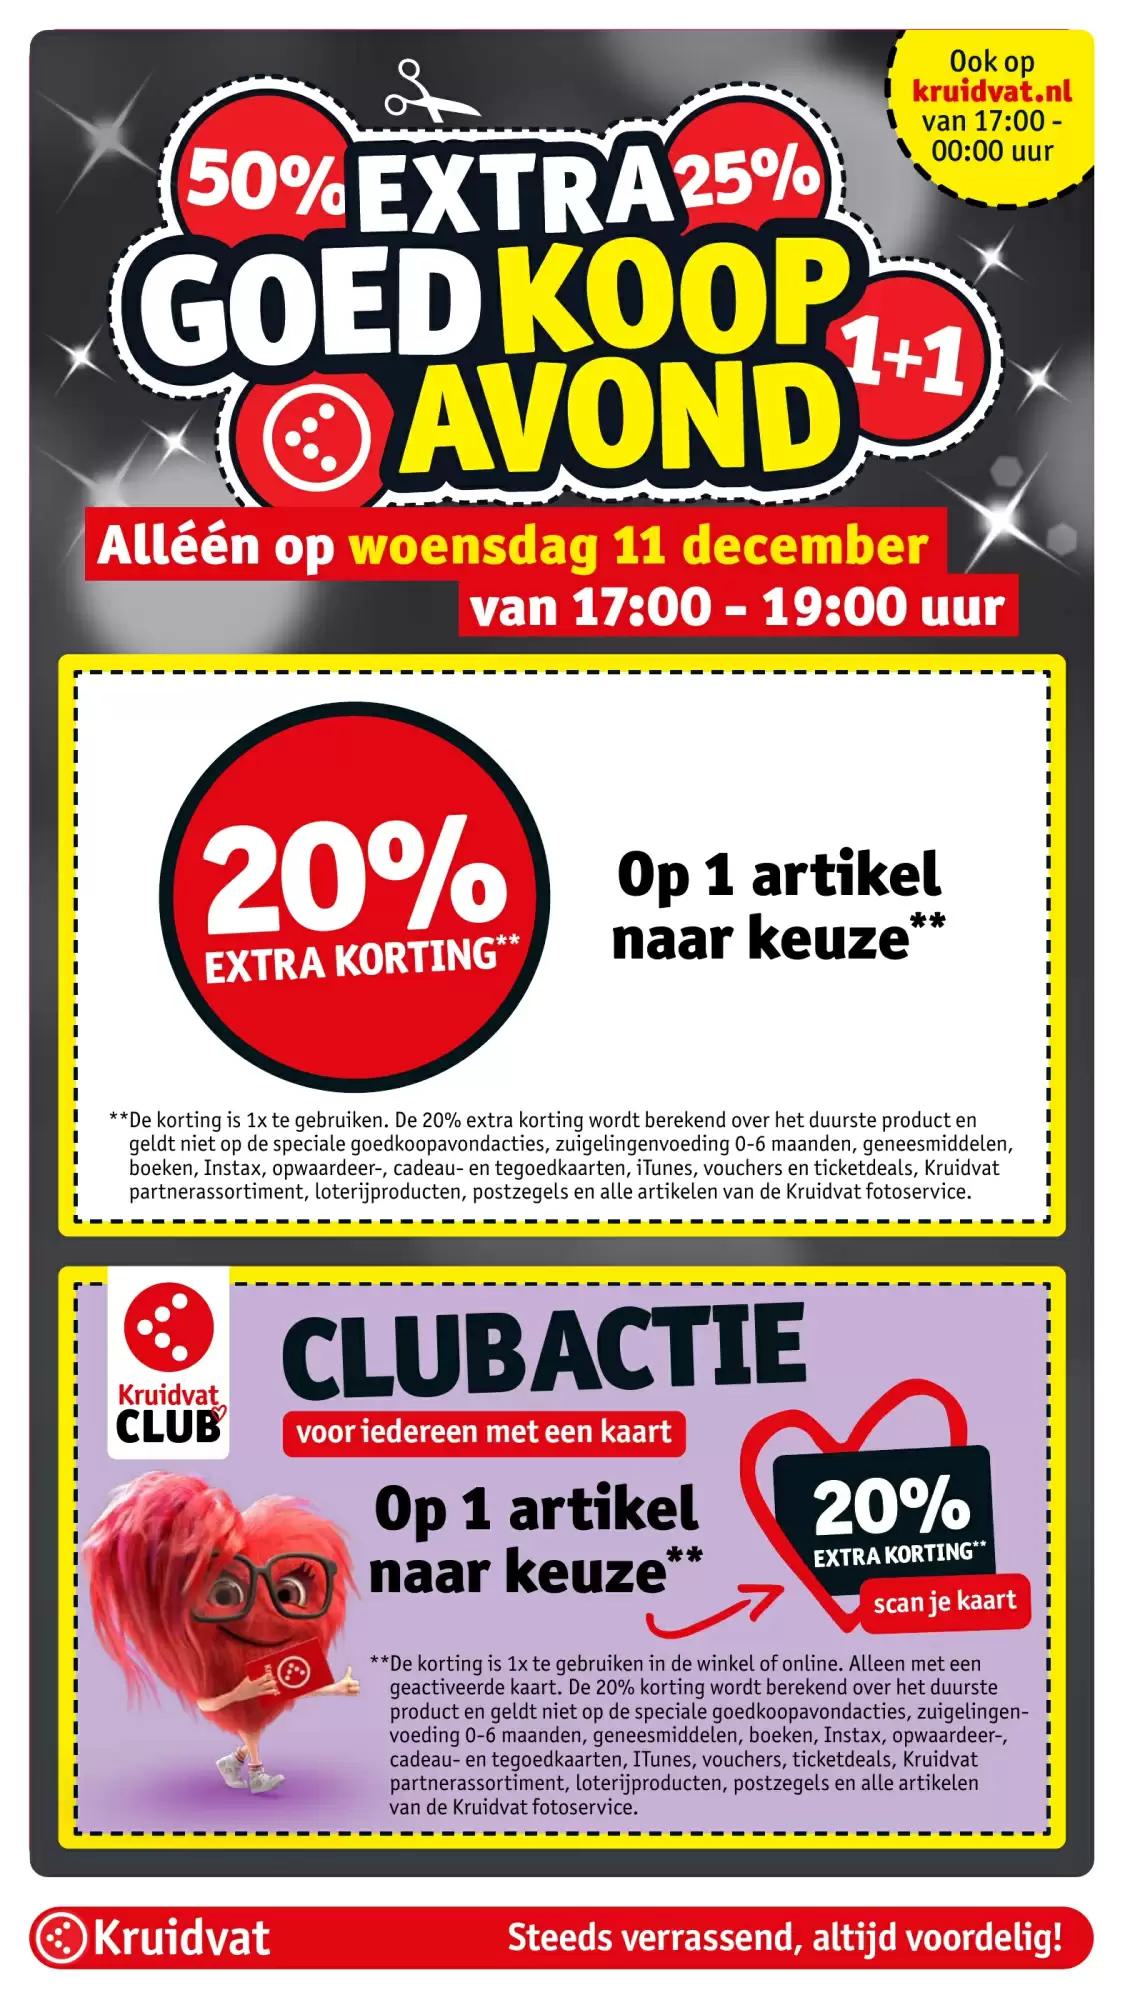 Ook op
kruidvat.nl
van 17:00 -
00:00 uur
50%
EXTRA
25%
GOEDKOOP
1+1
AVOND
Alléén op woensdag 11 december
van 17:00 - 19:00 uur
20%
EXTRA KORTING**
Op 1 artikel
naar keuze**
**De korting is 1x te gebruiken. De 20% extra korting wordt berekend over het duurste product en
geldt niet op de speciale goedkoopavondacties, zuigelingenvoeding 0-6 maanden, geneesmiddelen,
boeken, Instax, opwaardeer-, cadeau- en tegoedkaarten, iTunes, vouchers en ticketdeals, Kruidvat
partnerassortiment, loterijproducten, postzegels en alle artikelen van de Kruidvat fotoservice.
Kruidvat
CLUB
CLUBACTIE
voor iedereen met een kaart
Op 1 artikel
naar keuze**
20%
EXTRA KORTING**
scan je kaart
**De korting is 1x te gebruiken in de winkel of online. Alleen met een
geactiveerde kaart. De 20% korting wordt berekend over het duurste
product en geldt niet op de speciale goedkoopavondacties, zuigelingen-
voeding 0-6 maanden, geneesmiddelen, boeken, Instax, opwaardeer-,
cadeau- en tegoedkaarten, ITunes, vouchers, ticketdeals, Kruidvat
partnerassortiment, loterijproducten, postzegels en alle artikelen
van de Kruidvat fotoservice.
Kruidvat
Steeds verrassend, altijd voordelig!